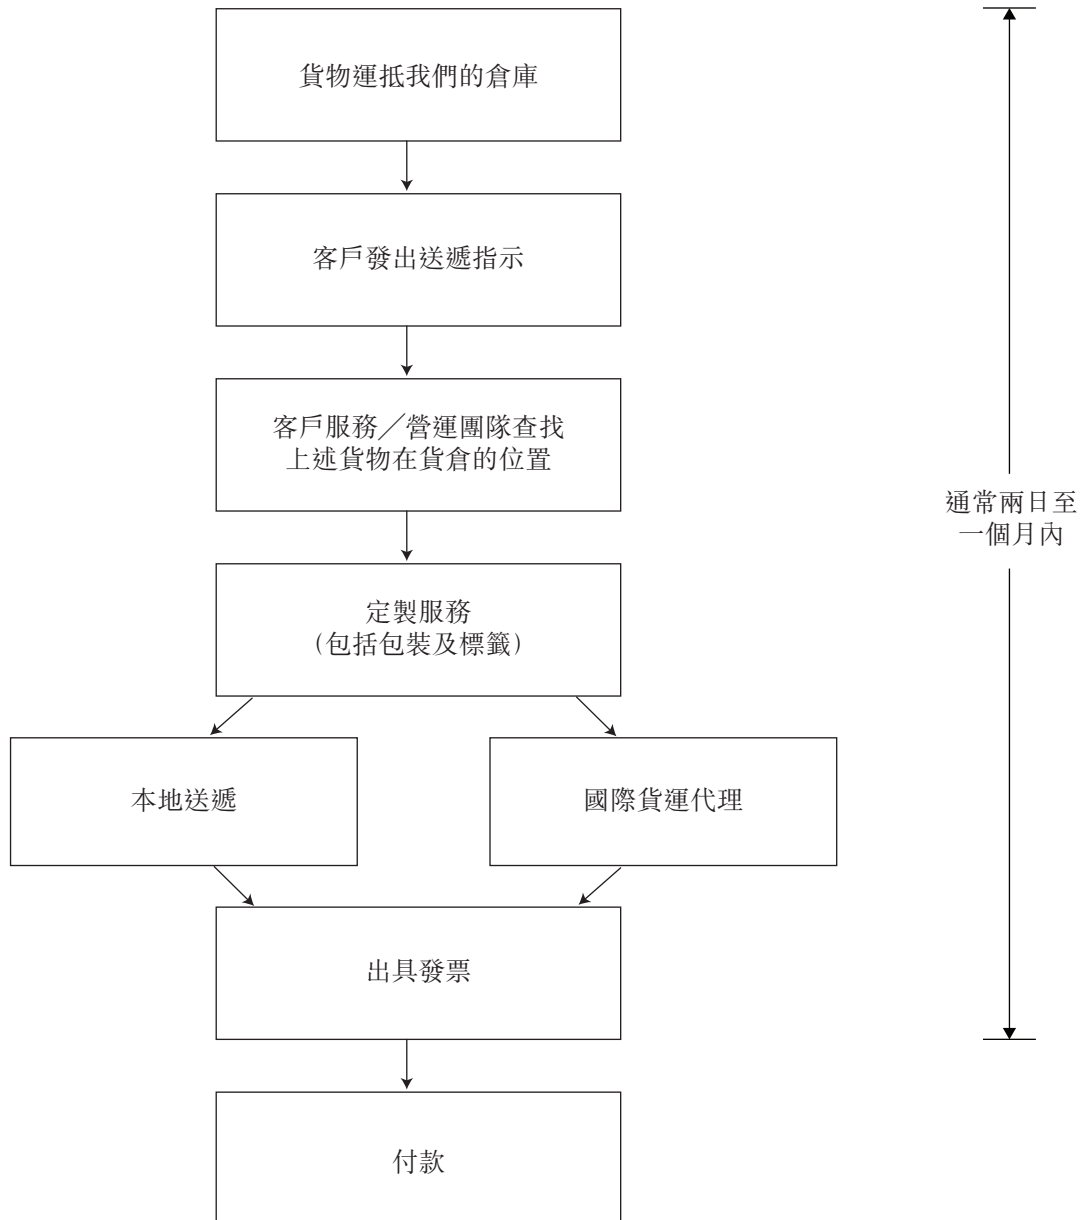 貨物運抵我們的倉庫
客戶發出送遞指示
客戶服務／營運團隊查找
上述貨物在貨倉的位置
通常兩日至
一個月內
定製服務
（包括包裝及標籤）
本地送遞
國際貨運代理
出具發票
付款